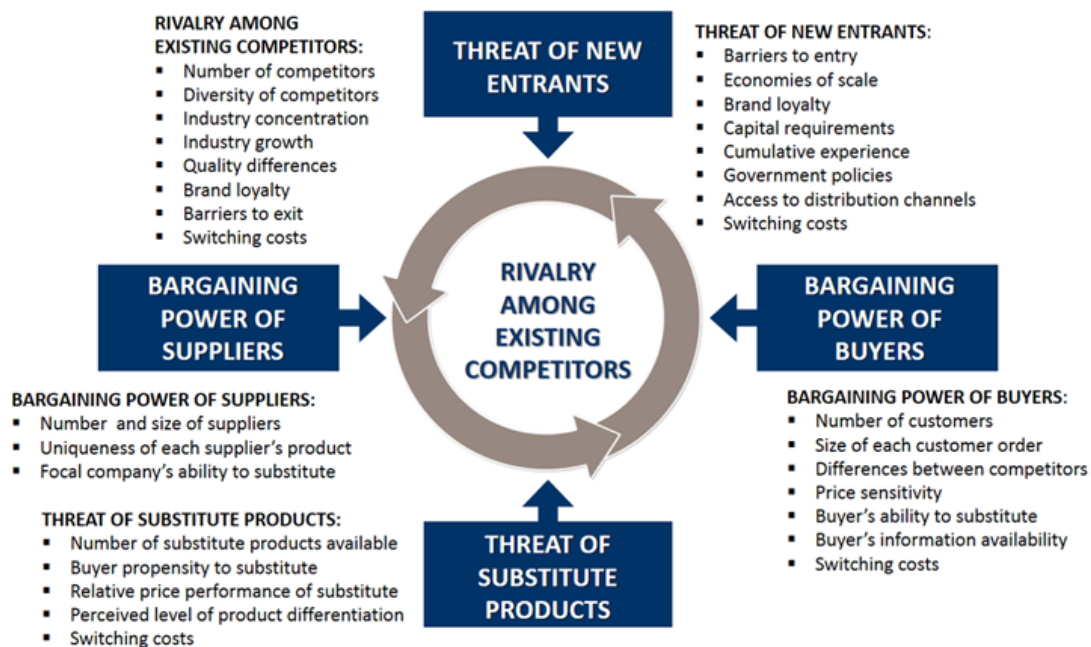 RIVALRY AMONG
EXISTING COMPETITORS:
▪ Number of competitors
▪ Diversity of competitors
▪ Industry concentration
▪ Industry growth
▪ Quality differences
▪ Brand loyalty
▪ Barriers to exit
▪ Switching costs
THREAT OF NEW
ENTRANTS
THREAT OF NEW ENTRANTS:
▪ Barriers to entry
▪ Economies of scale
▪ Brand loyalty
▪ Capital requirements
▪ Cumulative experience
▪ Government policies
▪ Access to distribution channels
▪ Switching costs
BARGAINING
POWER OF
SUPPLIERS
RIVALRY
AMONG
EXISTING
COMPETITORS
BARGAINING
POWER OF
BUYERS
BARGAINING POWER OF SUPPLIERS:
▪ Number and size of suppliers
▪ Uniqueness of each supplier's product
▪ Focal company's ability to substitute
BARGAINING POWER OF BUYERS:
▪ Number of customers
▪ Size of each customer order
▪ Differences between competitors
▪ Price sensitivity
▪ Buyer's ability to substitute
▪ Buyer's information availability
▪ Switching costs
THREAT OF SUBSTITUTE PRODUCTS:
▪ Number of substitute products available
▪ Buyer propensity to substitute
▪ Relative price performance of substitute
▪ Perceived level of product differentiation
▪ Switching costs
THREAT OF
SUBSTITUTE
PRODUCTS